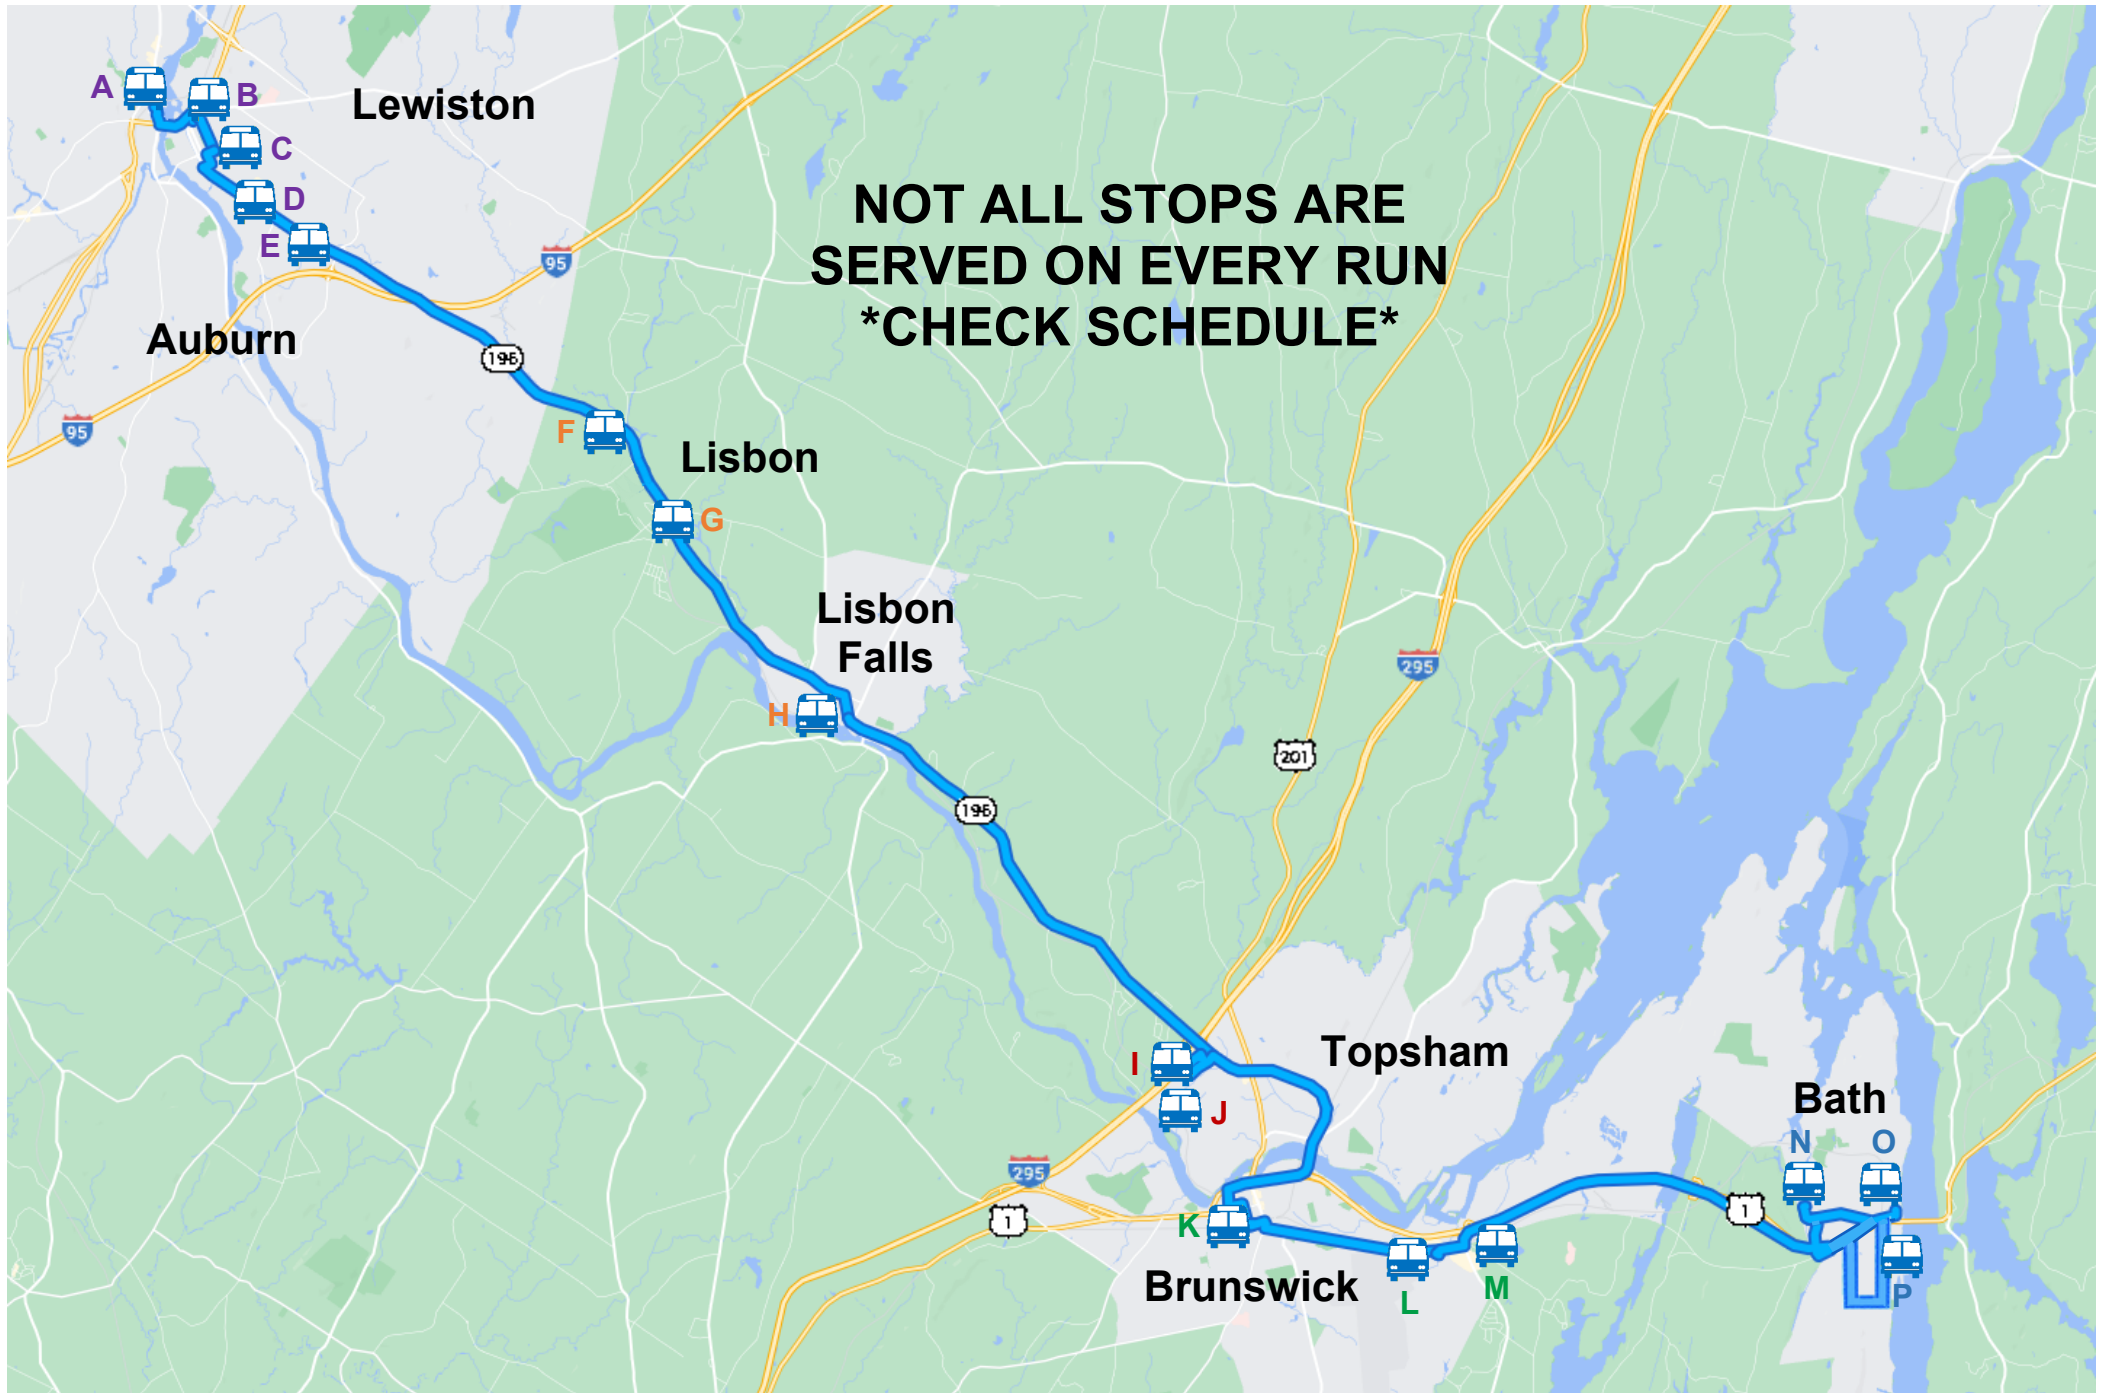 A
B
Lewiston
C
D
E
NOT ALL STOPS ARE
SERVED ON EVERY RUN
*CHECK SCHEDULE*
95
Auburn
196
95
F
Lisbon
G
Lisbon
Falls
H
295
201
196
I
Topsham
J
Bath
N
O
295
1
K
1
Brunswick
L
M
P